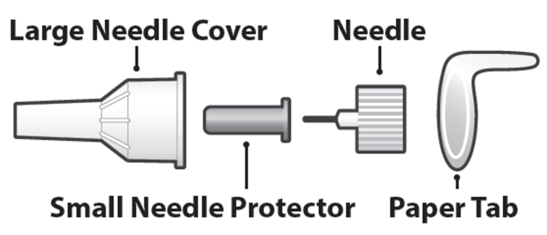 Large Needle Cover
Needle
Small Needle Protector
Paper Tab